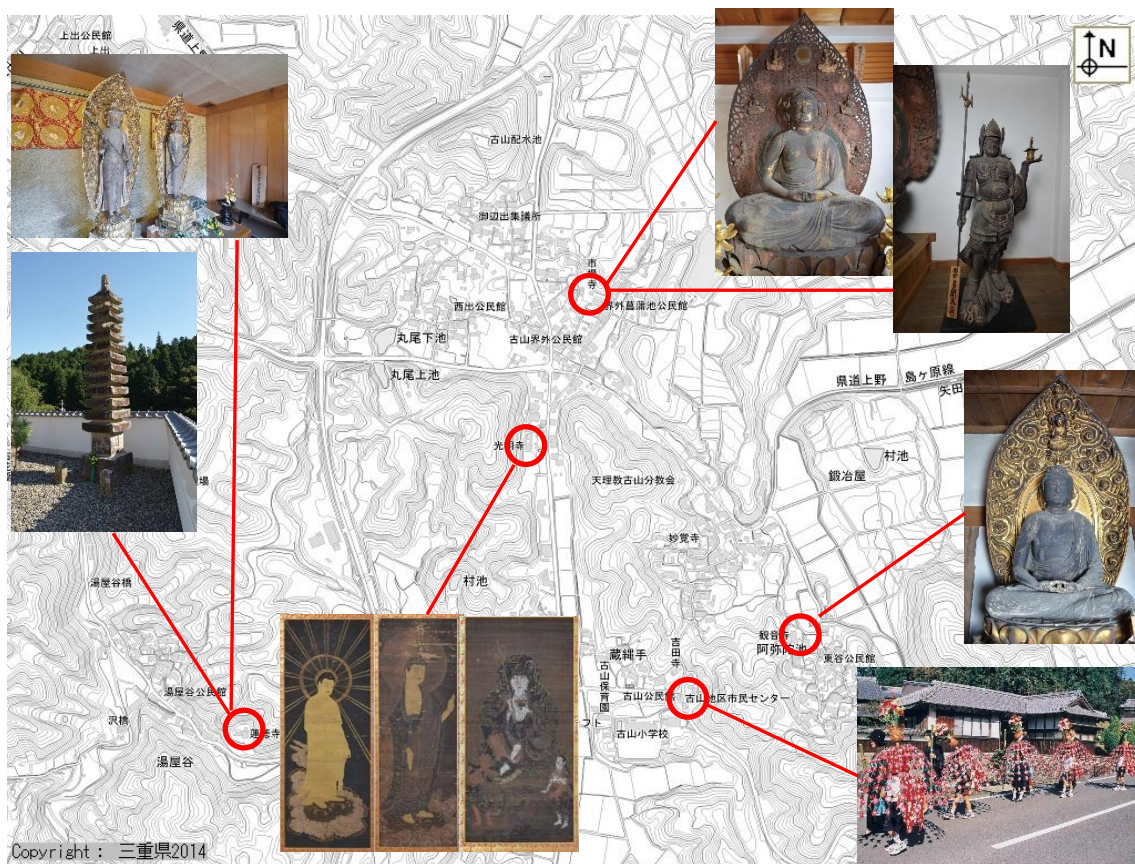 上出公民館
上出
県道上
N
古山配水池
御辺出集議所
市場寺
西出公民館
界外菖蒲池公民館
丸尾下池
古山界外公民館
丸尾上池
県道上野
島ヶ原線
矢田
光明寺
村池
天理教古山分教会
鍛冶屋
妙覚寺
湯屋谷橋
村池
観音寺
阿弥陀池
東谷公民館
吉田寺
蔵縄手
古山保育園
湯屋谷公民館
古山公民館
古山地区市民センター
沢橋
蓮徳寺
古山小学校
湯屋谷
Copyright : 三重県2014